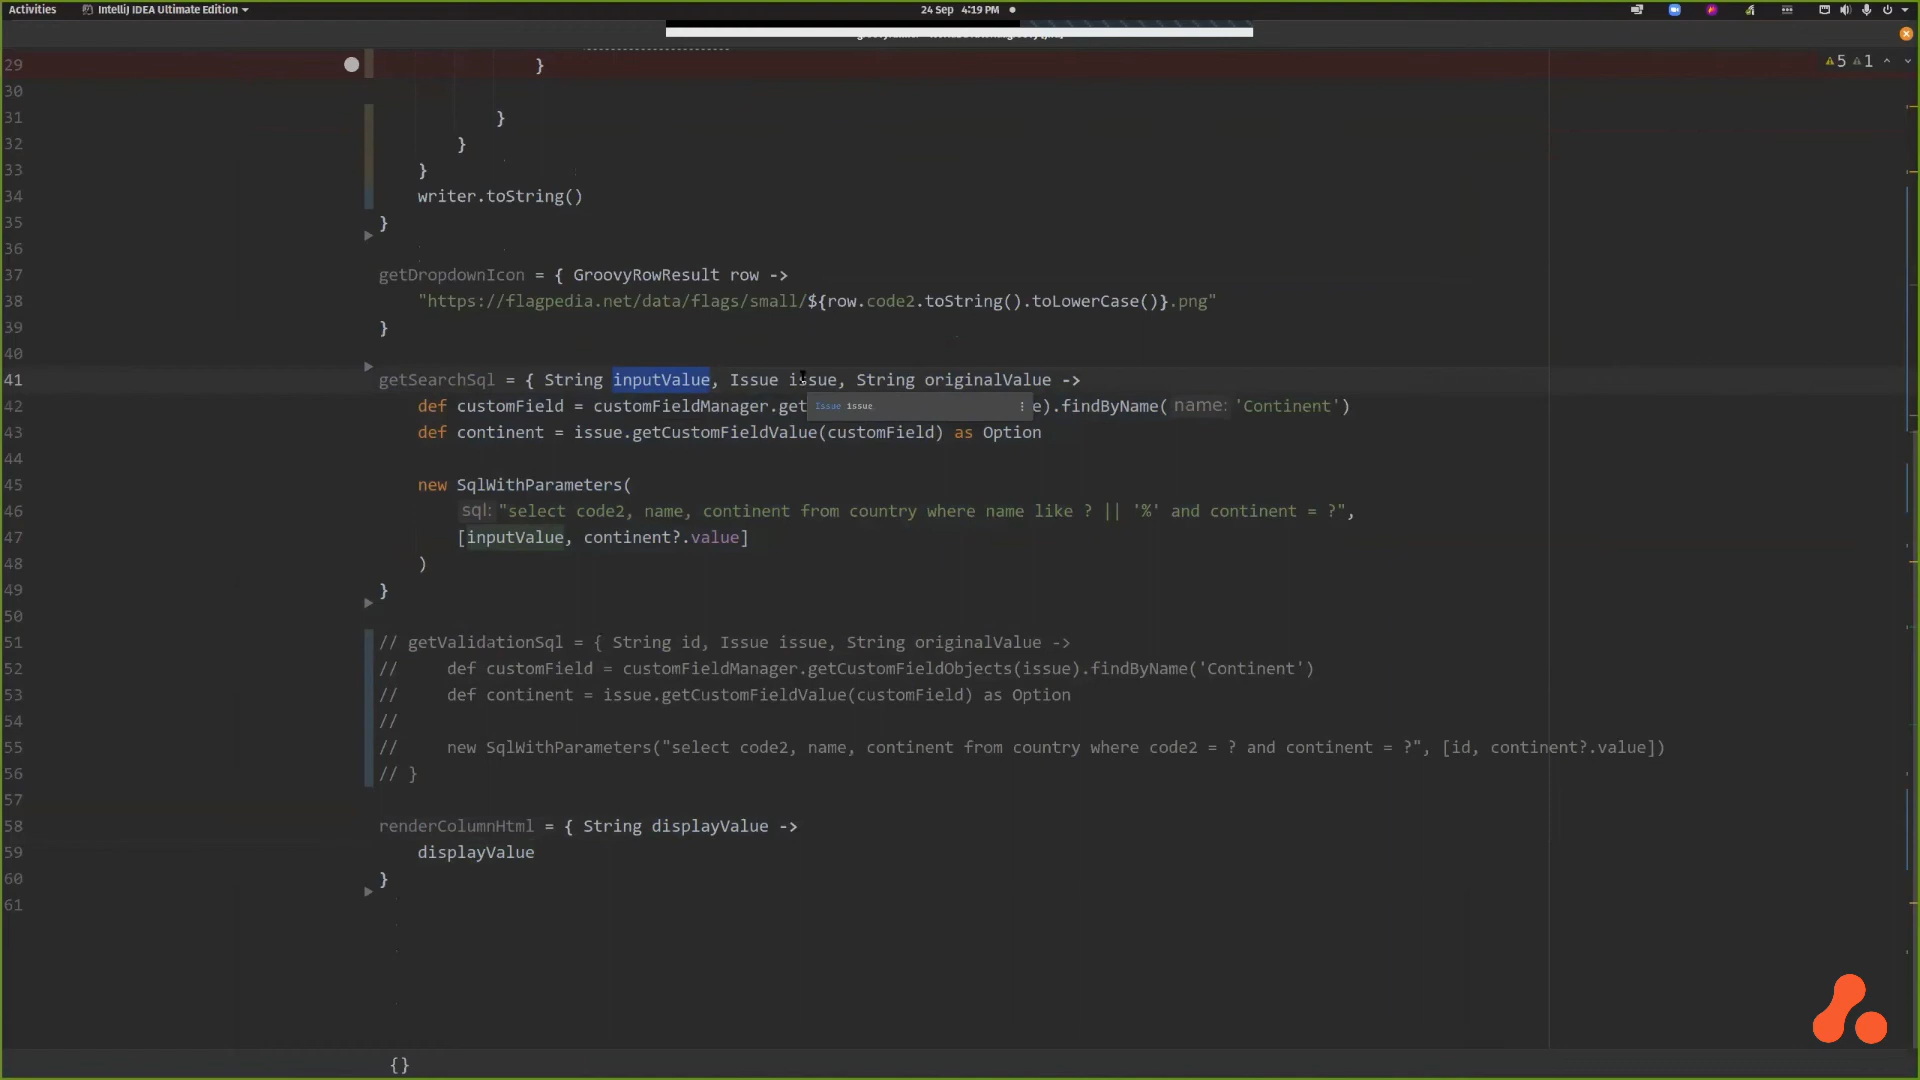 Activities
IntelliJ IDEA Ultimate Edition
24 Sep 4:19 PM
5 1
29 }
30
31 }
32 }
33 }
34 writer.toString()
35 }
36
37 getDropdownIcon = { GroovyRowResult row ->
38 "https://flagpedia.net/data/flags/small/${row.code2.toString().toLowerCase()}.png"
39 }
40
41 getSearchSql = { String inputValue, Issue issue, String originalValue ->
42 def customField = customFieldManager.get e).findByName( name: 'Continent')
Issue issue
43 def continent = issue.getCustomFieldValue(customField) as Option
44
45 new SqlWithParameters(
46 sql: "select code2, name, continent from country where name like ? || '%' and continent = ?",
47 [inputValue, continent?.value]
48 )
49 }
50
51 // getValidationSql = { String id, Issue issue, String originalValue ->
52 // def customField = customFieldManager.getCustomFieldObjects(issue).findByName('Continent')
53 // def continent = issue.getCustomFieldValue(customField) as Option
54 //
55 // new SqlWithParameters("select code2, name, continent from country where code2 = ? and continent = ?", [id, continent?.value])
56 // }
57
58 renderColumnHtml = { String displayValue ->
59 displayValue
60 }
61
{}